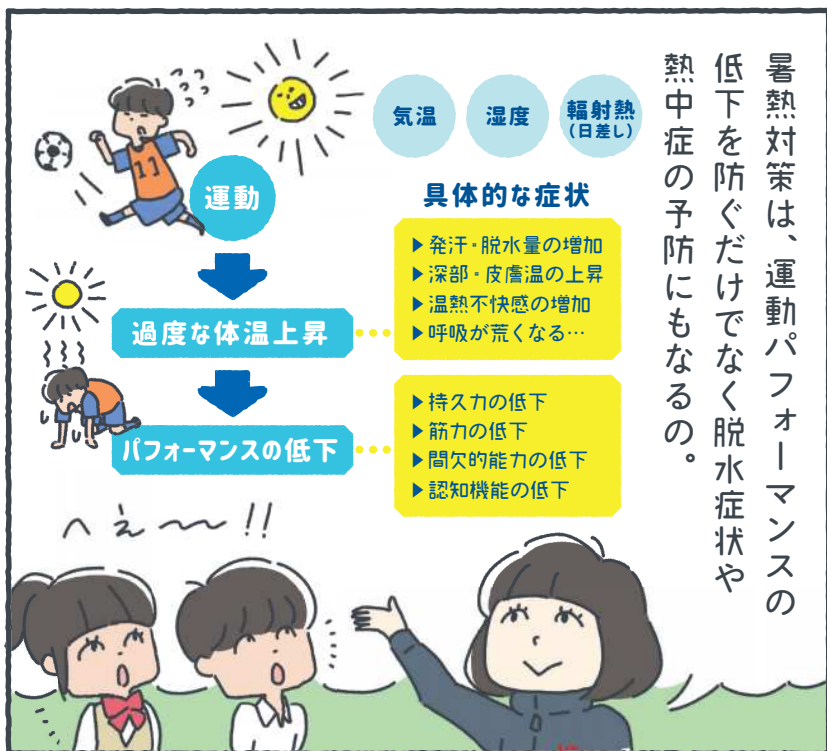 暑熱対策は、運動パフォーマンスの
低下を防ぐだけでなく脱水症状や
熱中症の予防にもなるの。
気温
湿度
輻射熱
(日差し)
11
運動
具体的な症状
▶発汗・脱水量の増加
▶深部・皮膚温の上昇
▶温熱不快感の増加
▶呼吸が荒くなる…
過度な体温上昇
パフォーマンスの低下
▶持久力の低下
▶筋力の低下
▶間欠的能力の低下
▶認知機能の低下
へぇ〜〜!!